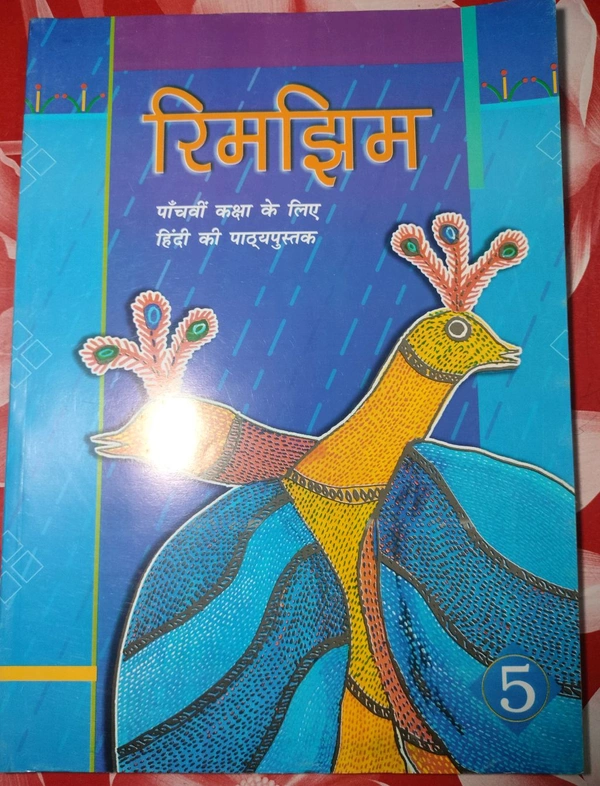 रिमझिम
पाँचवीं कक्षा के लिए
हिंदी की पाठ्यपुस्तक
5